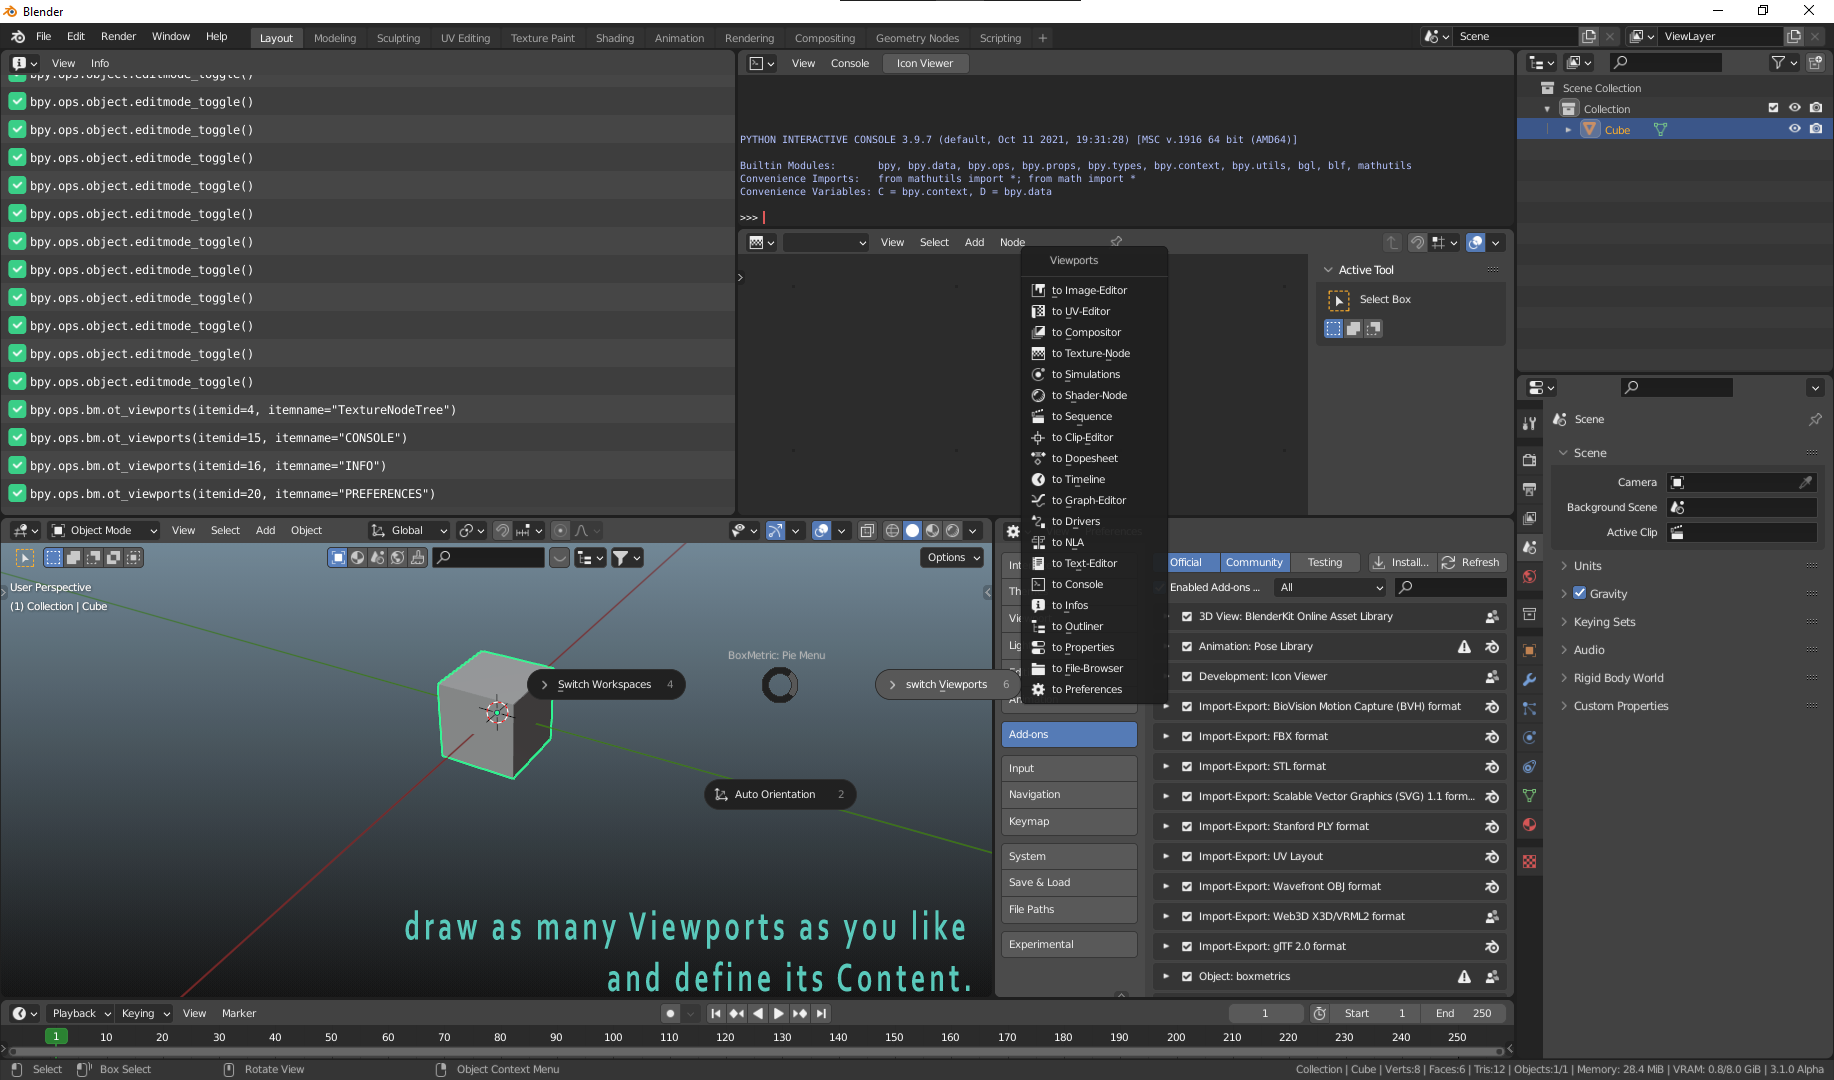 Blender
File Edit Render Window Help Layout Modeling Sculpting UV Editing Texture Paint Shading Animation Rendering Compositing Geometry Nodes Scripting + Scene ViewLayer
View Info
bpy.ops.object.editmode_toggle()
bpy.ops.object.editmode_toggle()
bpy.ops.object.editmode_toggle()
bpy.ops.object.editmode_toggle()
bpy.ops.object.editmode_toggle()
bpy.ops.object.editmode_toggle()
bpy.ops.object.editmode_toggle()
bpy.ops.object.editmode_toggle()
bpy.ops.object.editmode_toggle()
bpy.ops.object.editmode_toggle()
bpy.ops.object.editmode_toggle()
bpy.ops.object.editmode_toggle()
bpy.ops.bm.ot_viewports(itemid=4, itemname="TextureNodeTree")
bpy.ops.bm.ot_viewports(itemid=15, itemname="CONSOLE")
bpy.ops.bm.ot_viewports(itemid=16, itemname="INFO")
bpy.ops.bm.ot_viewports(itemid=20, itemname="PREFERENCES")
View Console Icon Viewer
PYTHON INTERACTIVE CONSOLE 3.9.7 (default, Oct 11 2021, 19:31:28) [MSC v.1916 64 bit (AMD64)]
Builtin Modules: bpy, bpy.data, bpy.ops, bpy.props, bpy.types, bpy.context, bpy.utils, bgl, blf, mathutils
Convenience Imports: from mathutils import *; from math import *
Convenience Variables: C = bpy.context, D = bpy.data
>>>
View Select Add Node
Active Tool
Select Box
Viewports
to Image-Editor
to UV-Editor
to Compositor
to Texture-Node
to Simulations
to Shader-Node
to Sequence
to Clip-Editor
to Dopesheet
to Timeline
to Graph-Editor
to Drivers
to NLA
to Text-Editor
to Console
to Infos
to Outliner
to Properties
to File-Browser
to Preferences
Scene Collection
Collection
Cube
Scene
Scene
Camera
Background Scene
Active Clip
Units
Gravity
Keying Sets
Audio
Rigid Body World
Custom Properties
Object Mode View Select Add Object Global
Options
User Perspective
(1) Collection | Cube
BoxMetric: Pie Menu
Switch Workspaces 4
switch Viewports 6
Auto Orientation 2
draw as many Viewports as you like
and define its Content.
Add-ons
Input
Navigation
Keymap
System
Save & Load
File Paths
Experimental
Official Community Testing Install... Refresh
Enabled Add-ons ... All
3D View: BlenderKit Online Asset Library
Animation: Pose Library
Development: Icon Viewer
Import-Export: BioVision Motion Capture (BVH) format
Import-Export: FBX format
Import-Export: STL format
Import-Export: Scalable Vector Graphics (SVG) 1.1 form...
Import-Export: Stanford PLY format
Import-Export: UV Layout
Import-Export: Wavefront OBJ format
Import-Export: Web3D X3D/VRML2 format
Import-Export: glTF 2.0 format
Object: boxmetrics
Playback Keying View Marker 1 Start 1 End 250
1 10 20 30 40 50 60 70 80 90 100 110 120 130 140 150 160 170 180 190 200 210 220 230 240 250
Select Box Select Rotate View Object Context Menu Collection | Cube | Verts:8 | Faces:6 | Tris:12 | Objects:1/1 | Memory: 28.4 MiB | VRAM: 0.8/8.0 GiB | 3.1.0 Alpha